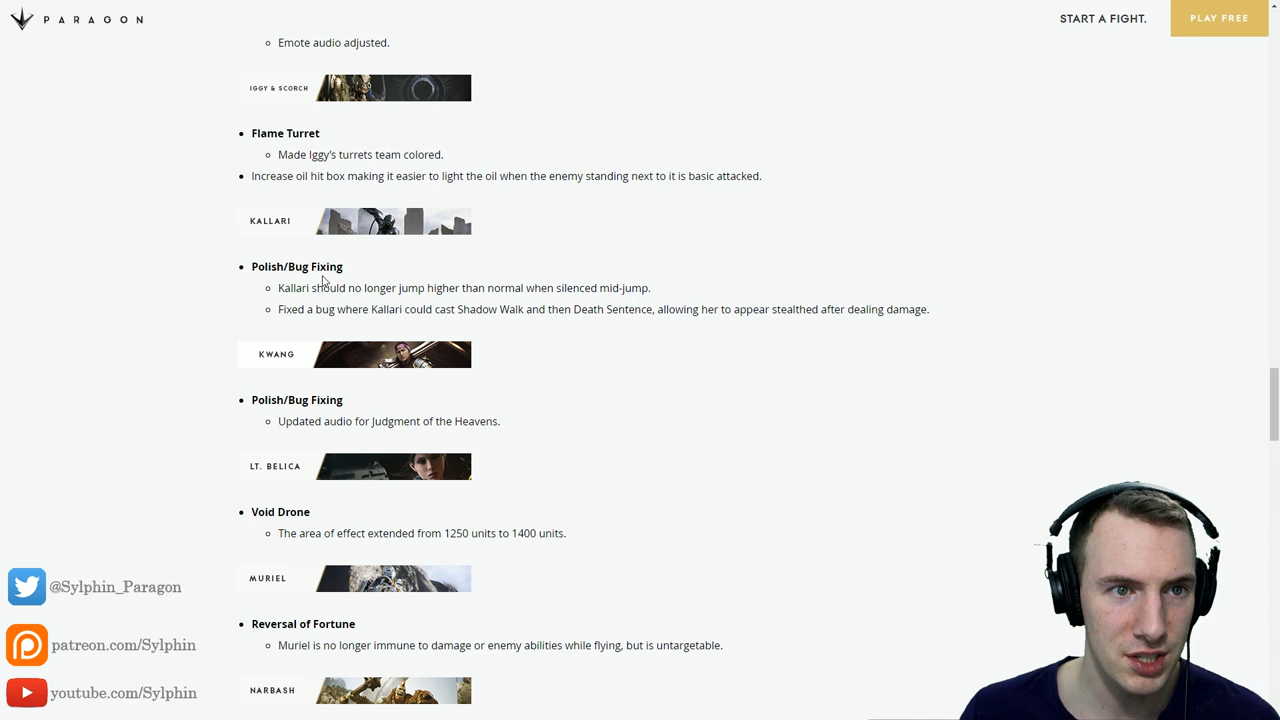 PARAGON
START A FIGHT.
PLAY FREE
Emote audio adjusted.
IGGY & SCORCH
Flame Turret
Made Iggy's turrets team colored.
Increase oil hit box making it easier to light the oil when the enemy standing next to it is basic attacked.
KALLARI
Polish/Bug Fixing
Kallari should no longer jump higher than normal when silenced mid-jump.
Fixed a bug where Kallari could cast Shadow Walk and then Death Sentence, allowing her to appear stealthed after dealing damage.
KWANG
Polish/Bug Fixing
Updated audio for Judgment of the Heavens.
LT. BELICA
Void Drone
The area of effect extended from 1250 units to 1400 units.
MURIEL
Reversal of Fortune
Muriel is no longer immune to damage or enemy abilities while flying, but is untargetable.
NARBASH
@Sylphin_Paragon
patreon.com/Sylphin
youtube.com/Sylphin